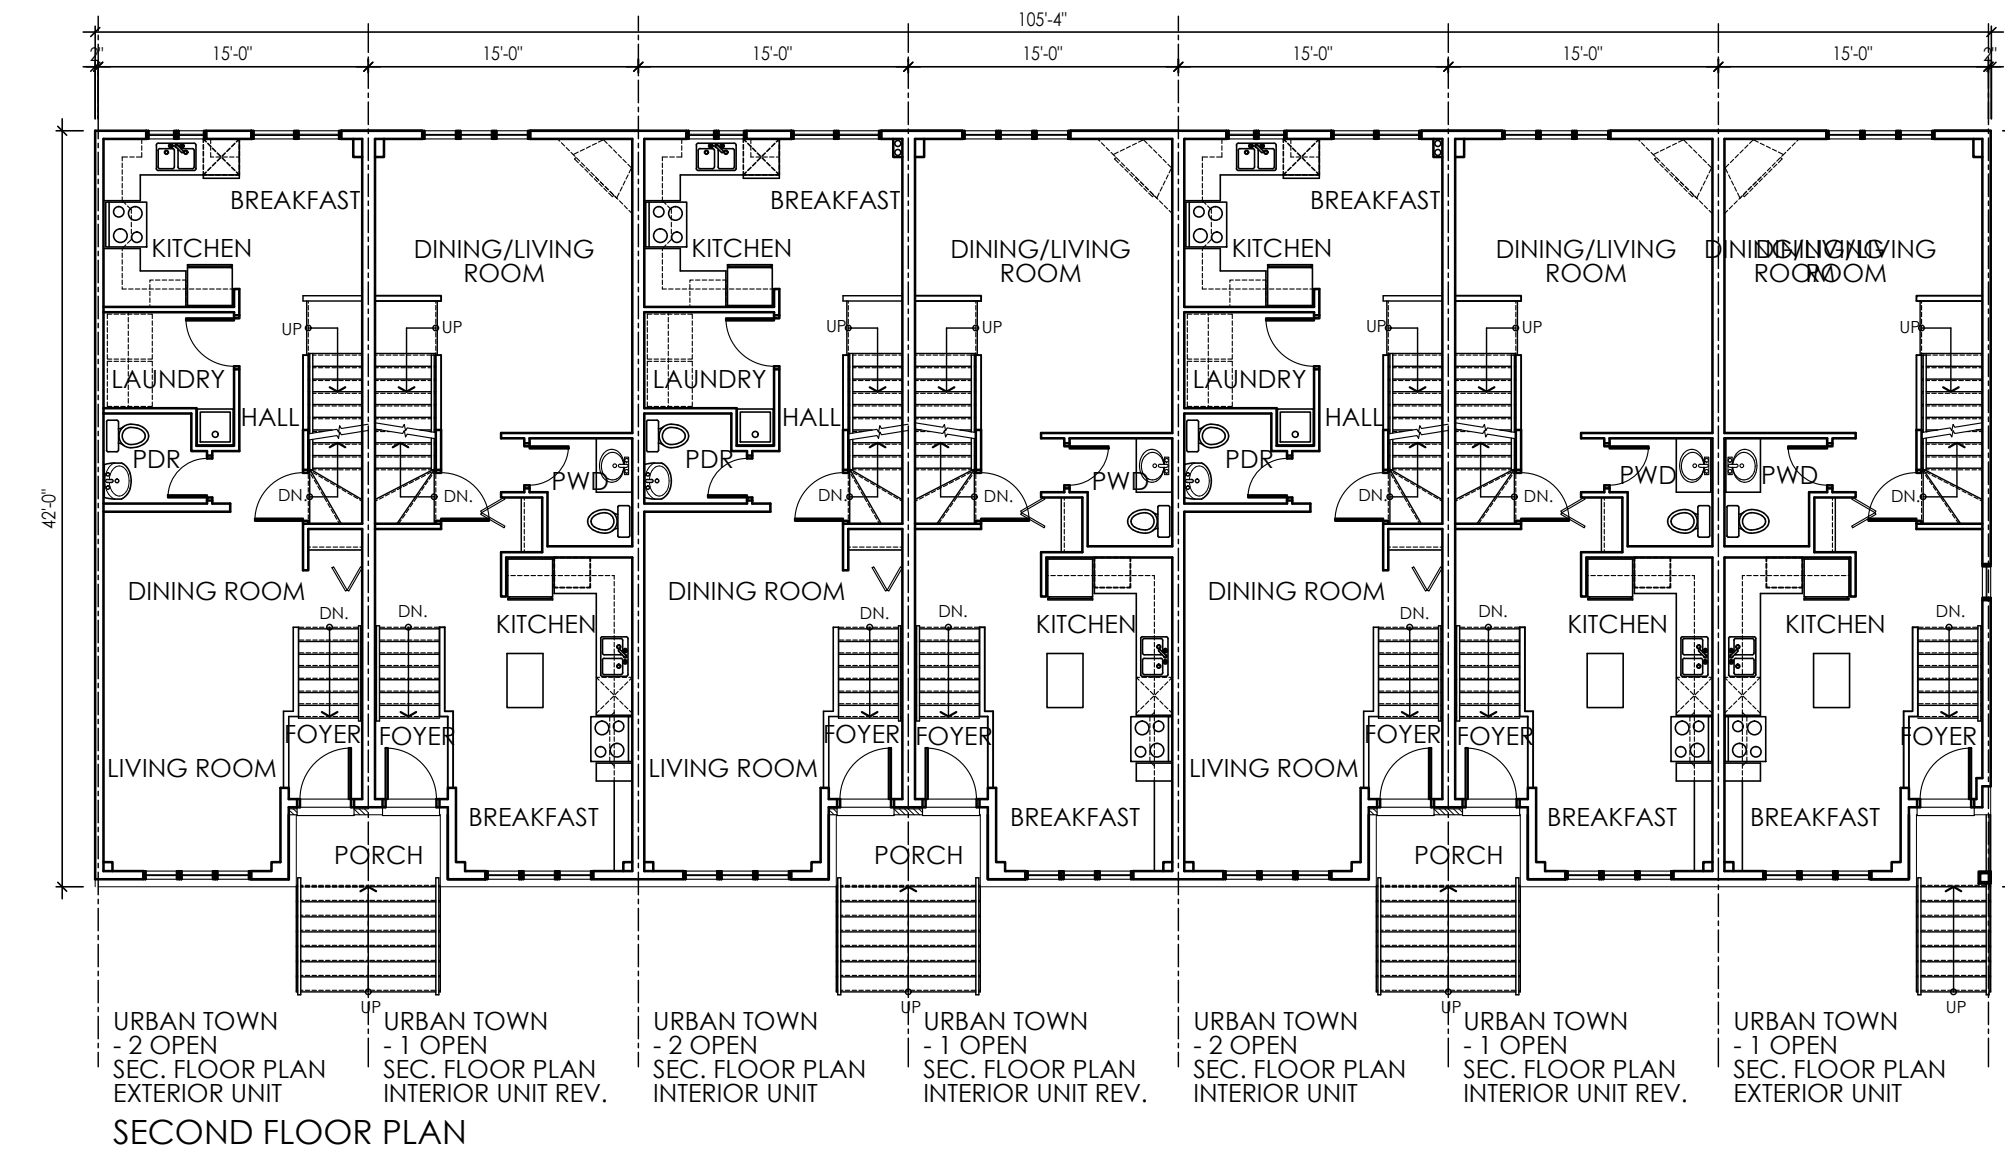 105'-4"
2" 15'-0" 15'-0" 15'-0" 15'-0" 15'-0" 15'-0" 15'-0" 2"
42'-0"
BREAKFAST BREAKFAST BREAKFAST
KITCHEN KITCHEN KITCHEN
DINING/LIVING DINING/LIVING DINING/LIVING DINING/LIVING DINING/LIVING
ROOM ROOM ROOM ROOM ROOM
UP UP UP UP UP UP UP
LAUNDRY LAUNDRY LAUNDRY
HALL HALL HALL
PDR PDR PDR
PWD PWD PWD PWD
DN. DN. DN. DN. DN. DN. DN.
DINING ROOM DINING ROOM DINING ROOM
DN. DN. DN. DN. DN. DN. DN.
KITCHEN KITCHEN KITCHEN KITCHEN
FOYER FOYER FOYER FOYER FOYER FOYER FOYER
LIVING ROOM LIVING ROOM LIVING ROOM
BREAKFAST BREAKFAST BREAKFAST BREAKFAST
PORCH PORCH PORCH
UP UP UP UP
URBAN TOWN
- 2 OPEN
SEC. FLOOR PLAN
EXTERIOR UNIT
URBAN TOWN
- 1 OPEN
SEC. FLOOR PLAN
INTERIOR UNIT REV.
URBAN TOWN
- 2 OPEN
SEC. FLOOR PLAN
INTERIOR UNIT
URBAN TOWN
- 1 OPEN
SEC. FLOOR PLAN
INTERIOR UNIT REV.
URBAN TOWN
- 2 OPEN
SEC. FLOOR PLAN
INTERIOR UNIT
URBAN TOWN
- 1 OPEN
SEC. FLOOR PLAN
INTERIOR UNIT REV.
URBAN TOWN
- 1 OPEN
SEC. FLOOR PLAN
EXTERIOR UNIT
SECOND FLOOR PLAN